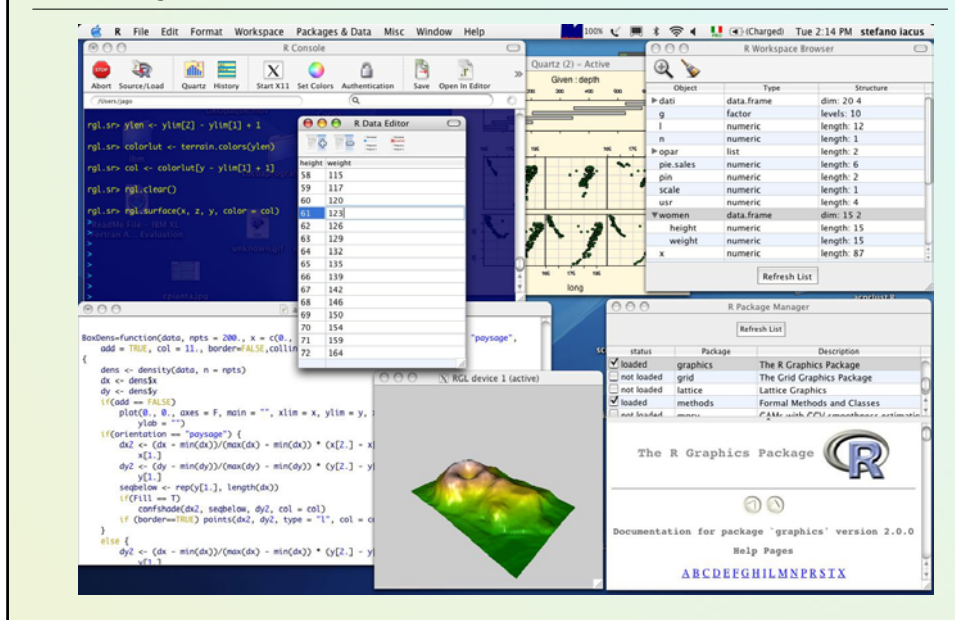 R File Edit Format Workspace Packages & Data Misc Window Help 100% (Charged) Tue 2:14 PM stefano iacus
R Console
Abort Source/Load Quartz History Start X11 Set Colors Authentication Save Open In Editor
/Users/jago
rgl.sr> ylen <- ylim[2] - ylim[1] + 1
rgl.sr> colorlut <- terrain.colors(ylen)
rgl.sr> col <- colorlut[y - ylim[1] + 1]
rgl.sr> rgl.clear()
rgl.sr> rgl.surface(x, z, y, color = col)
>
>
>
>
>
>
R Data Editor
height weight
58 115
59 117
60 120
61 123
62 126
63 129
64 132
65 135
66 139
67 142
68 146
69 150
70 154
71 159
72 164
Quartz (2) - Active
Given : depth
long
R Workspace Browser
Object Type Structure
dati data.frame dim: 20 4
g factor levels: 10
l numeric length: 12
n numeric length: 1
opar list length: 2
pie.sales numeric length: 6
pin numeric length: 2
scale numeric length: 1
usr numeric length: 4
women data.frame dim: 15 2
height numeric length: 15
weight numeric length: 15
x numeric length: 87
Refresh List
BoxDens=function(data, npts = 200., x = c(0., "paysage",
add = TRUE, col = 11., border=FALSE,collin
{
dens <- density(data, n = npts)
dx <- dens$x
dy <- dens$y
if(add == FALSE)
plot(0., 0., axes = F, main = "", xlim = x, ylim = y,
ylab = "")
if(orientation == "paysage") {
dx2 <- (dx - min(dx))/(max(dx) - min(dx)) * (x[2.] - x[
x[1.]
dy2 <- (dy - min(dy))/(max(dy) - min(dy)) * (y[2.] - y[
y[1.]
seqbelow <- rep(y[1.], length(dx))
if(Fill == T)
confshade(dx2, seqbelow, dy2, col = col)
if (border==TRUE) points(dx2, dy2, type = "l", col = c
}
else {
dy2 <- (dx - min(dx))/(max(dx) - min(dx)) * (y[2.] - y[
y[1.]
X RGL device 1 (active)
R Package Manager
Refresh List
status Package Description
loaded graphics The R Graphics Package
not loaded grid The Grid Graphics Package
not loaded lattice Lattice Graphics
loaded methods Formal Methods and Classes
not loaded mgcv GAMs with GCV smoothness estimatio
The R Graphics Package R
Documentation for package `graphics' version 2.0.0
Help Pages
A B C D E F G H I L M N P R S T X